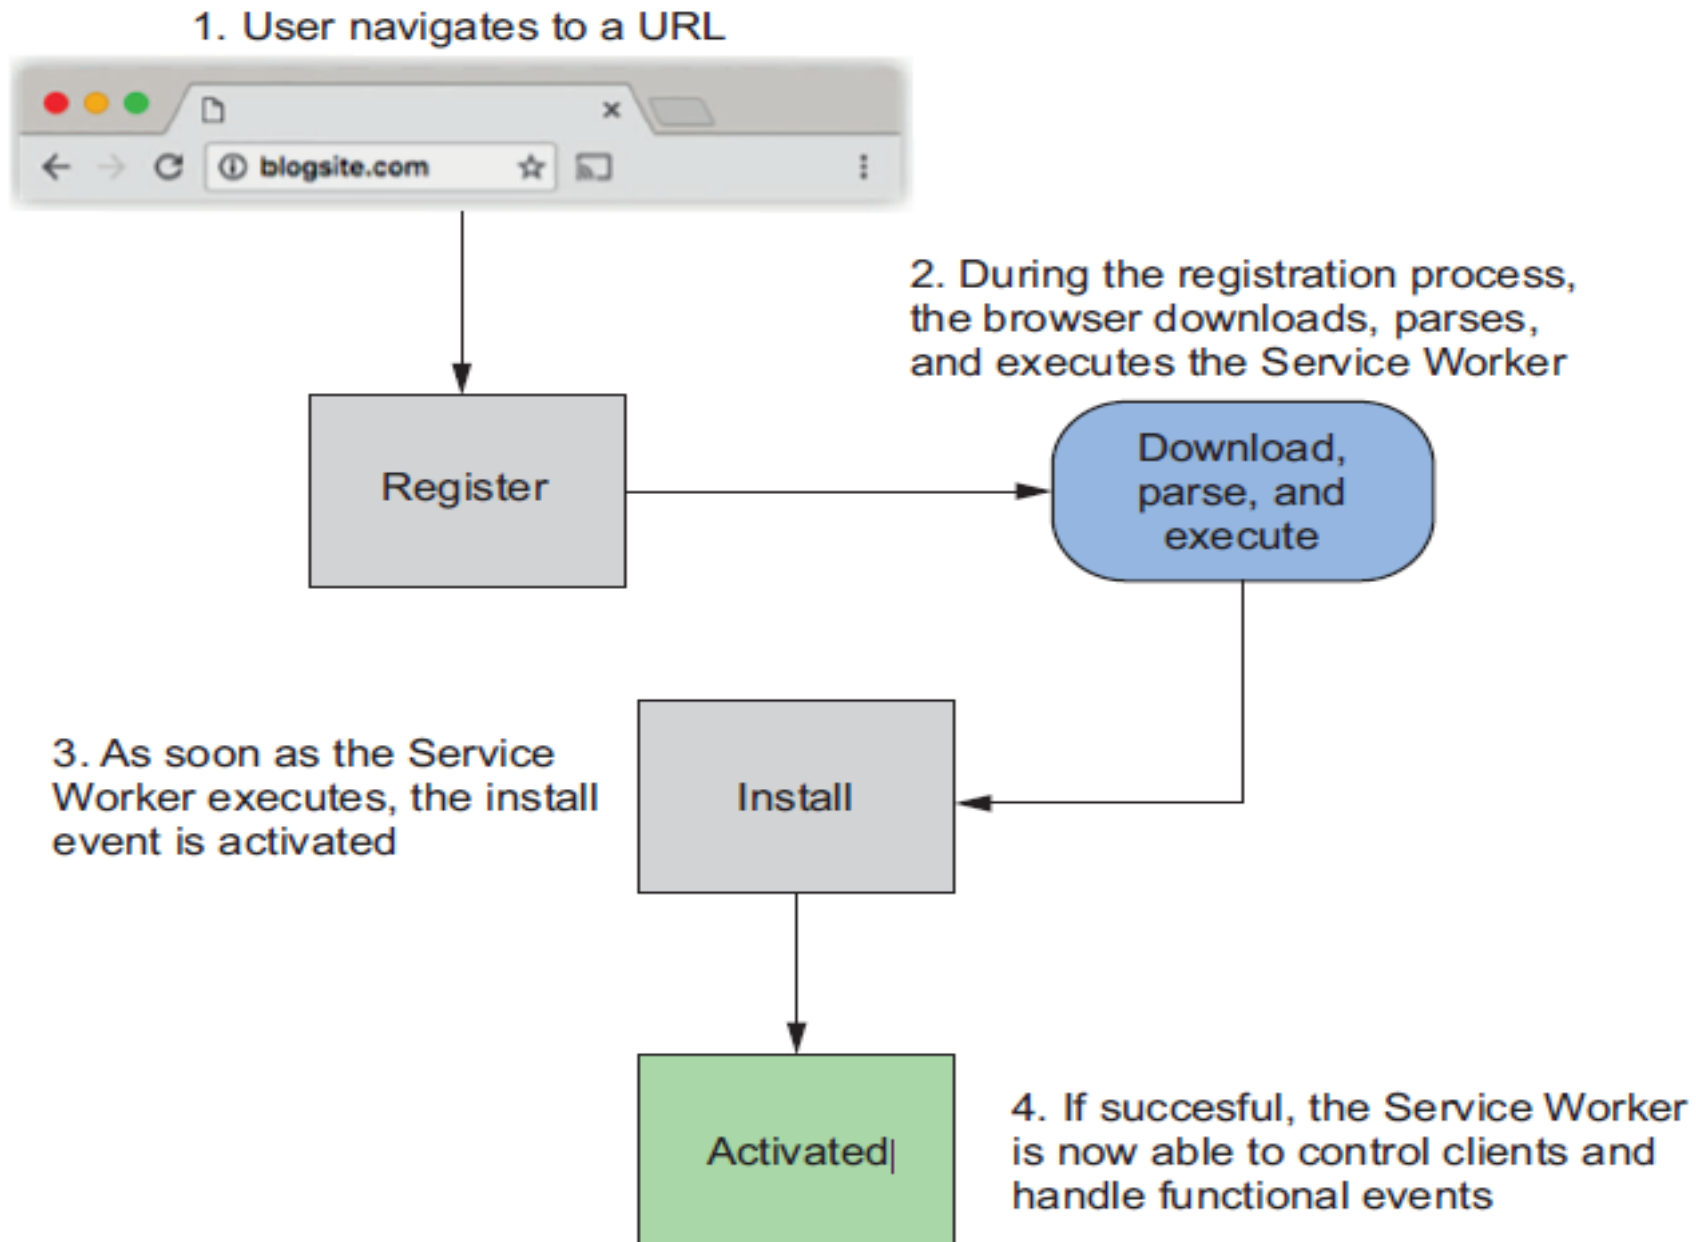 1. User navigates to a URL
blogsite.com
2. During the registration process,
the browser downloads, parses,
and executes the Service Worker
Register
Download,
parse, and
execute
3. As soon as the Service
Worker executes, the install
event is activated
Install
Activated
4. If succesful, the Service Worker
is now able to control clients and
handle functional events